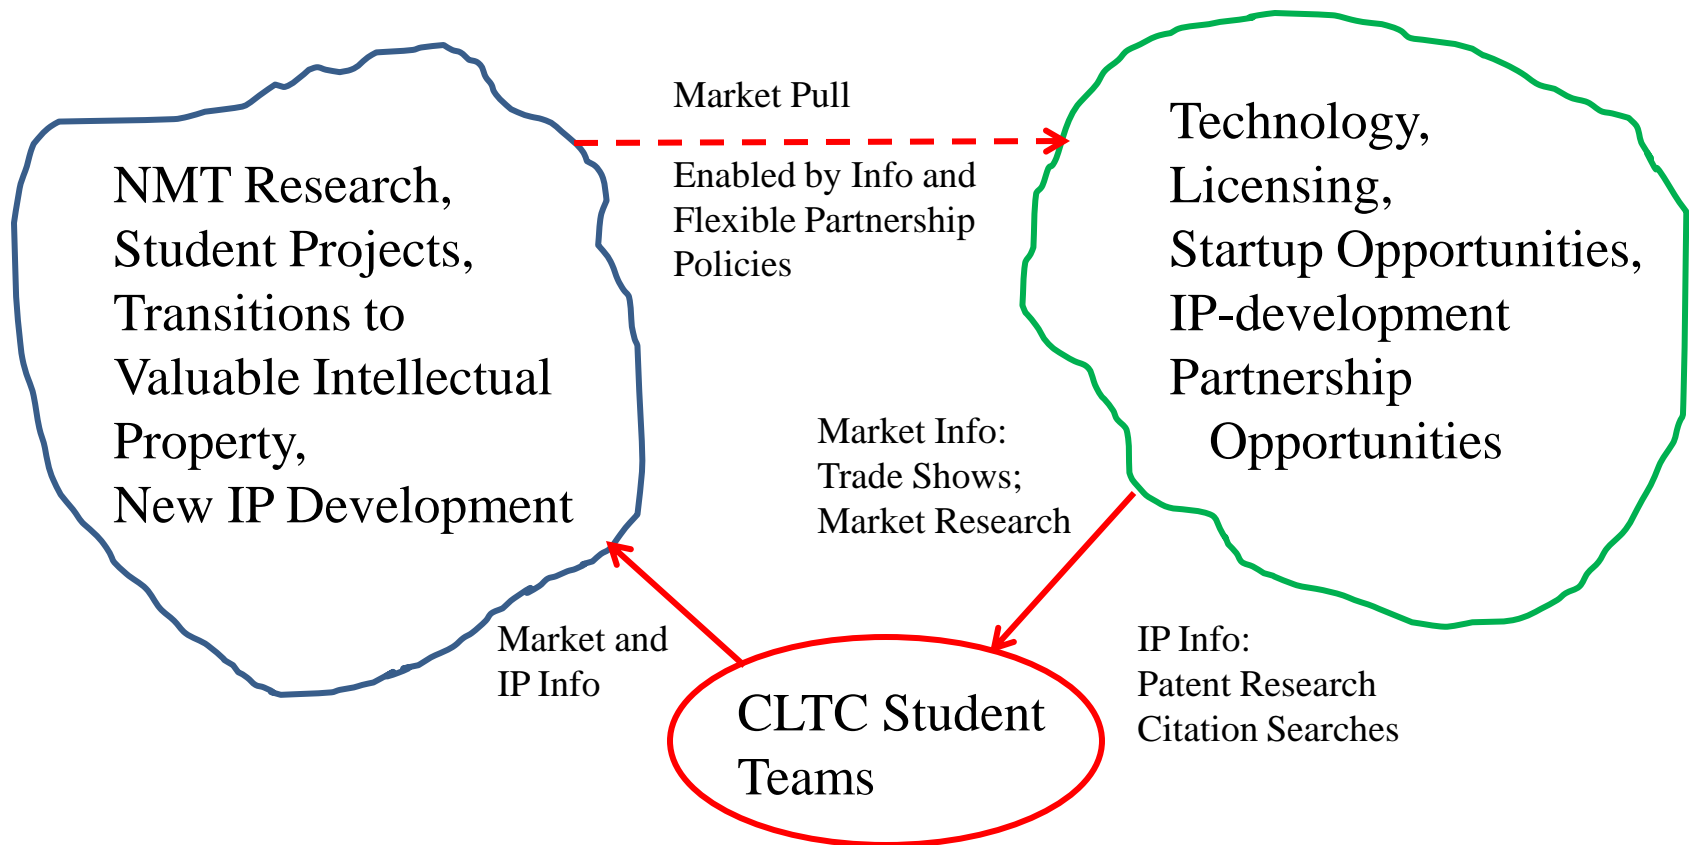 NMT Research,
Student Projects,
Transitions to
Valuable Intellectual
Property,
New IP Development
Market Pull
Enabled by Info and
Flexible Partnership
Policies
Technology,
Licensing,
Startup Opportunities,
IP-development
Partnership
Opportunities
Market Info:
Trade Shows;
Market Research
Market and
IP Info
CLTC Student
Teams
IP Info:
Patent Research
Citation Searches